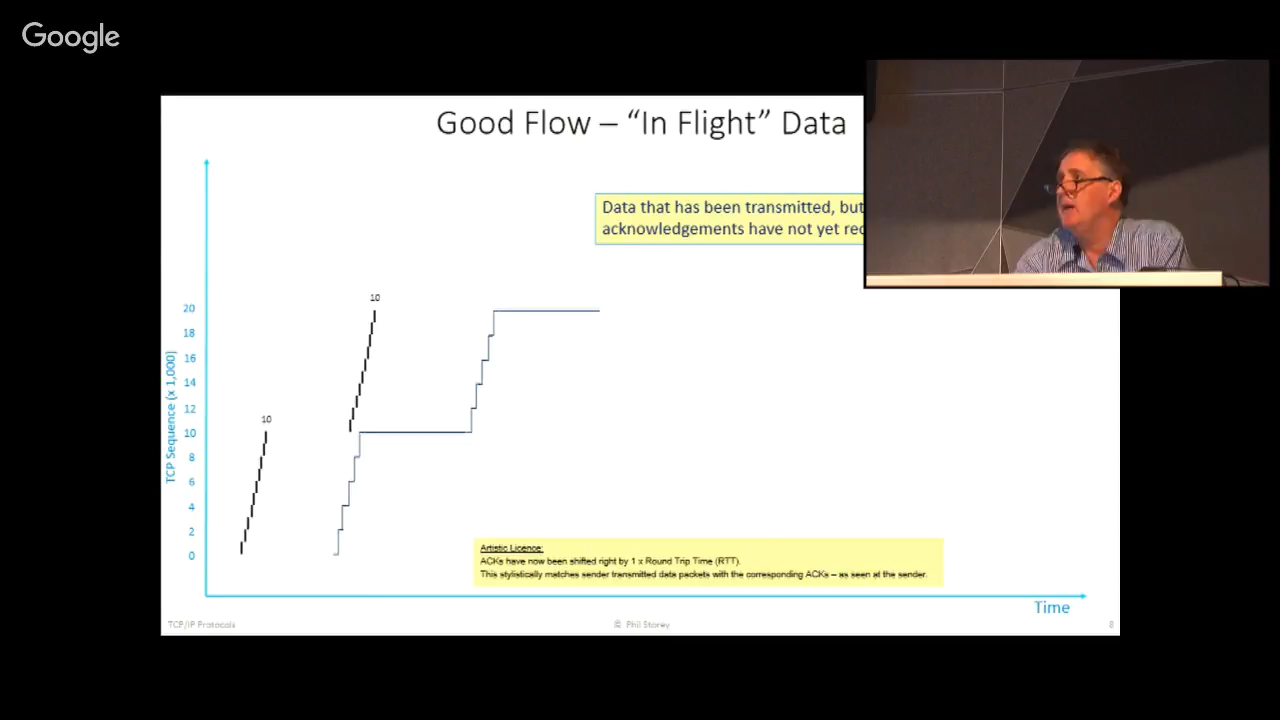 Google
Good Flow – “In Flight” Data
Data that has been transmitted, but
acknowledgements have not yet rec
10
10
20
18
16
14
12
10
8
6
4
2
0
TCP Sequence (x 1,000)
Artistic Licence:
ACKs have now been shifted right by 1 x Round Trip Time (RTT).
This stylistically matches sender transmitted data packets with the corresponding ACKs – as seen at the sender.
Time
TCP/IP Protocols
© Phil Storey
8